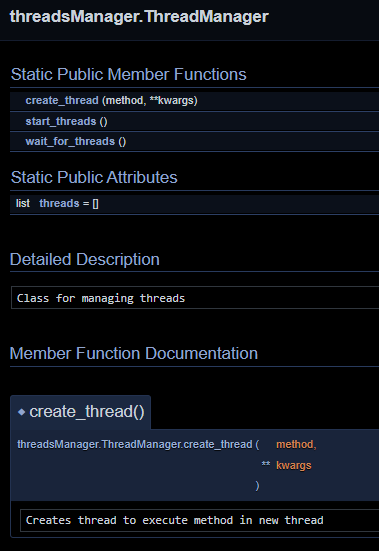 threadsManager.ThreadManager
Static Public Member Functions
create_thread (method, **kwargs)
start_threads ()
wait_for_threads ()
Static Public Attributes
list threads = []
Detailed Description
Class for managing threads
Member Function Documentation
◆ create_thread()
threadsManager.ThreadManager.create_thread ( method,
** kwargs
)
Creates thread to execute method in new thread